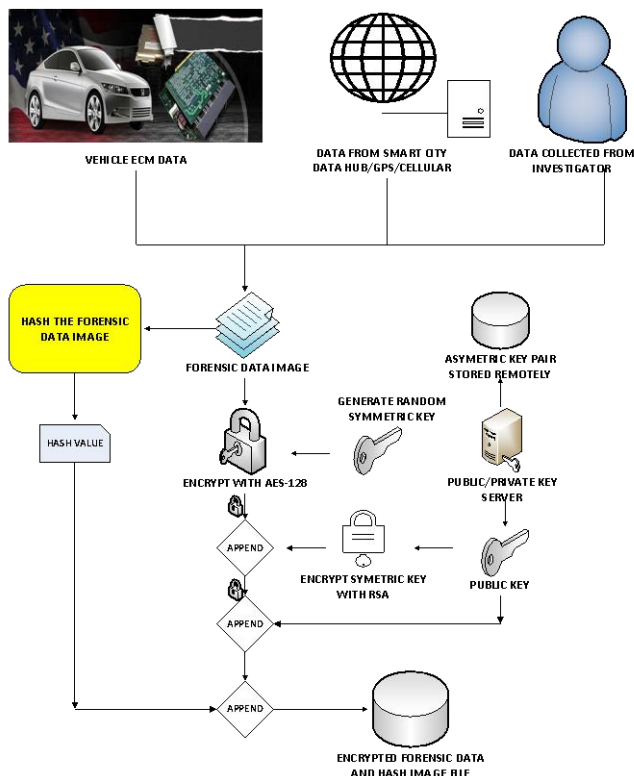 VEHICLE ECM DATA
DATA FROM SMART CITY
DATA HUB/GPS/CELLULAR
DATA COLLECTED FROM
INVESTIGATOR
HASH THE FORENSIC
DATA IMAGE
FORENSIC DATA IMAGE
ASYMETRIC KEY PAIR
STORED REMOTELY
GENERATE RANDOM
SYMMETRIC KEY
HASH VALUE
ENCRYPT WITH AES-128
PUBLIC/PRIVATE KEY
SERVER
APPEND
ENCRYPT SYMETRIC KEY
WITH RSA
PUBLIC KEY
APPEND
APPEND
ENCRYPTED FORENSIC DATA
AND HASH IMAGE FILE